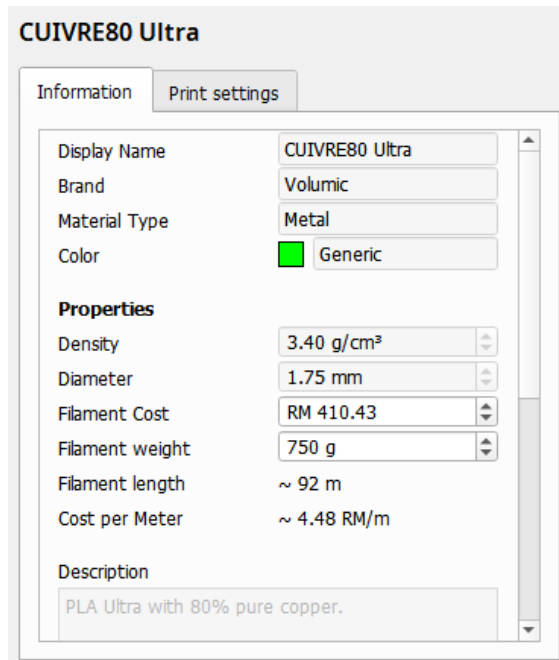 CUIVRE80 Ultra
Information Print settings
Display Name CUIVRE80 Ultra
Brand Volumic
Material Type Metal
Color Generic
Properties
Density 3.40 g/cm³
Diameter 1.75 mm
Filament Cost RM 410.43
Filament weight 750 g
Filament length ~ 92 m
Cost per Meter ~ 4.48 RM/m
Description
PLA Ultra with 80% pure copper.